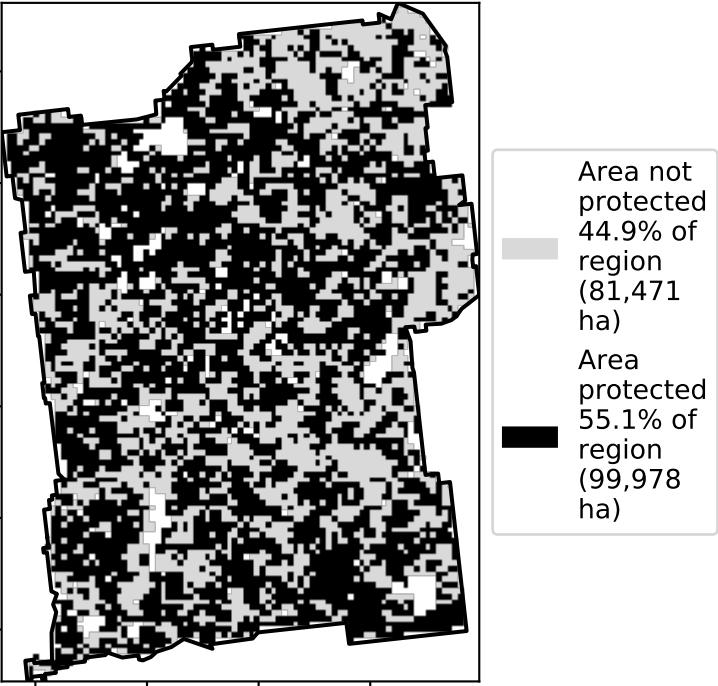 Area not
protected
44.9% of
region
(81,471
ha)
Area
protected
55.1% of
region
(99,978
ha)